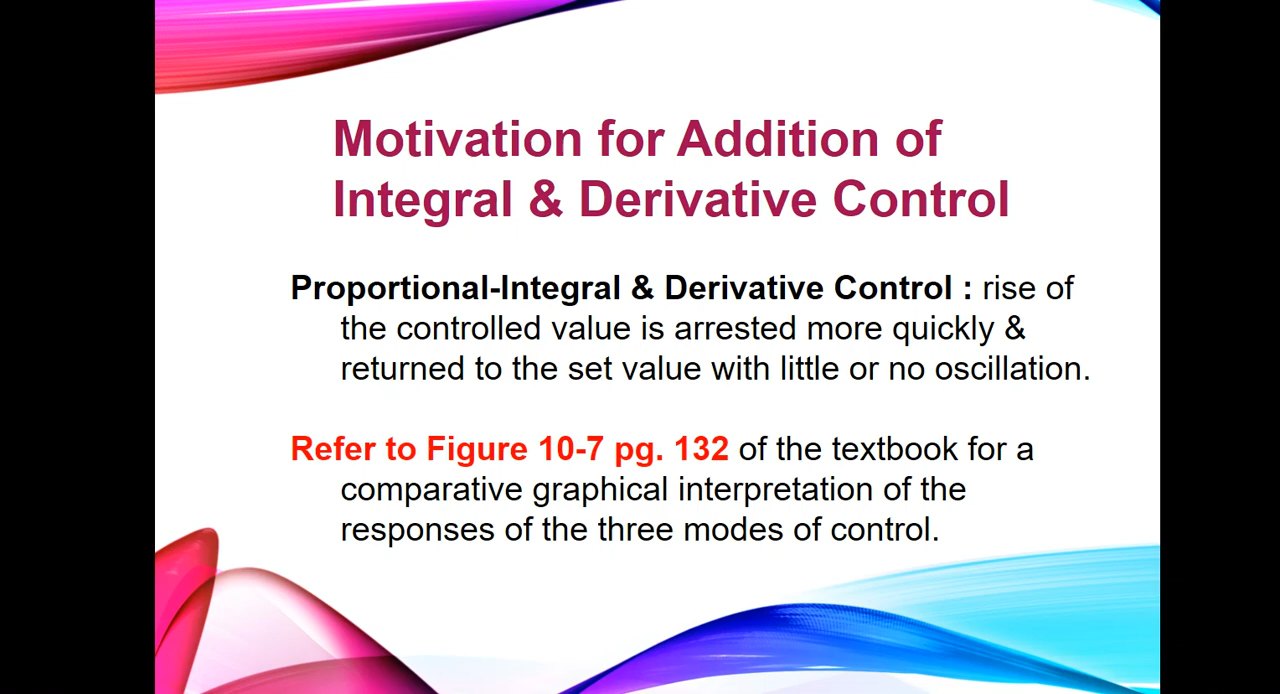 Motivation for Addition of
Integral & Derivative Control
Proportional-Integral & Derivative Control : rise of
the controlled value is arrested more quickly &
returned to the set value with little or no oscillation.
Refer to Figure 10-7 pg. 132 of the textbook for a
comparative graphical interpretation of the
responses of the three modes of control.